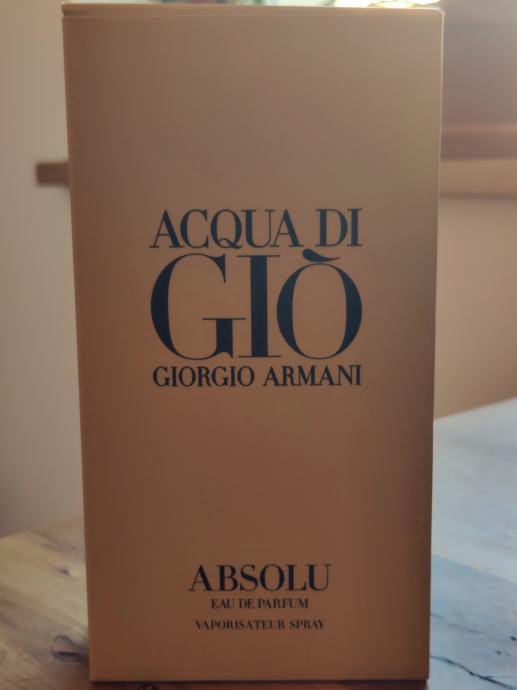 ACQUA DI
GIÒ
GIORGIO ARMANI
ABSOLU
EAU DE PARFUM
VAPORISATEUR SPRAY